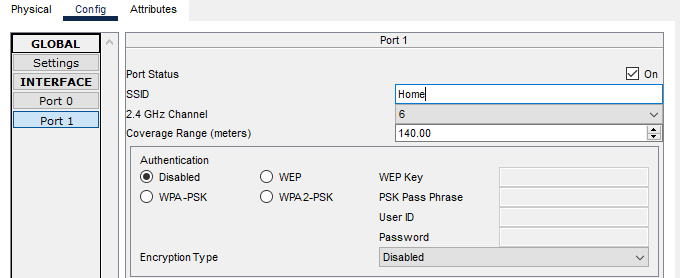 Physical Config Attributes
GLOBAL
Settings
INTERFACE
Port 0
Port 1
Port 1
Port Status On
SSID Home
2.4 GHz Channel 6
Coverage Range (meters) 140.00
Authentication
Disabled WEP WEP Key
WPA-PSK WPA2-PSK PSK Pass Phrase
User ID
Password
Encryption Type Disabled